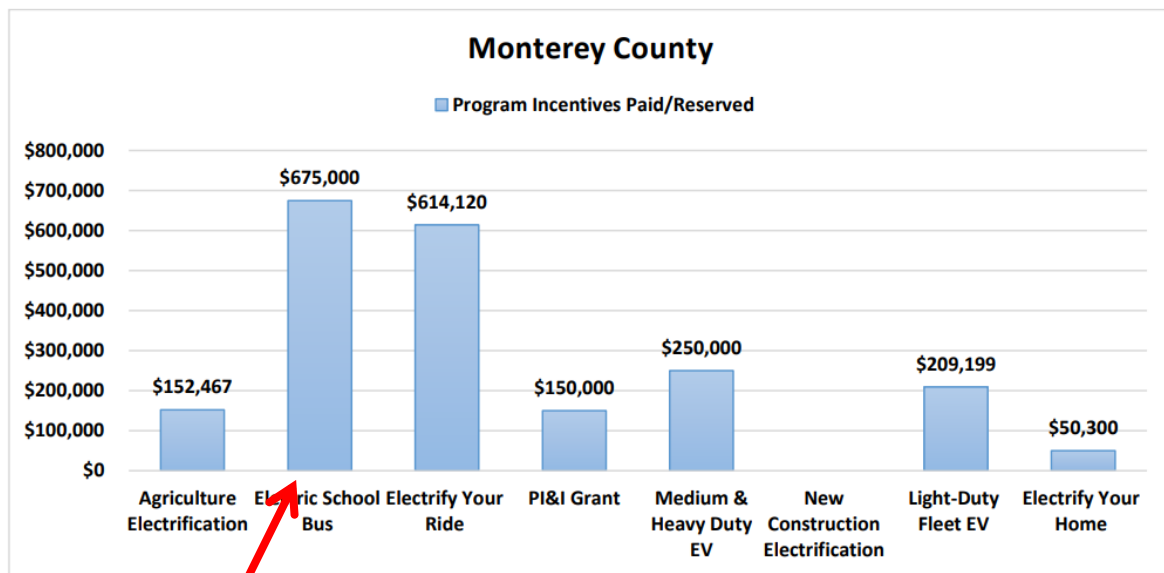 Monterey County
Program Incentives Paid/Reserved
$800,000
$700,000
$600,000
$500,000
$400,000
$300,000
$200,000
$100,000
$0
$152,467
$675,000
$614,120
$150,000
$250,000
$209,199
$50,300
Agriculture
Electrification
Electric School
Bus
Electrify Your
Ride
PI&I Grant
Medium &
Heavy Duty
EV
New
Construction
Electrification
Light-Duty
Fleet EV
Electrify Your
Home